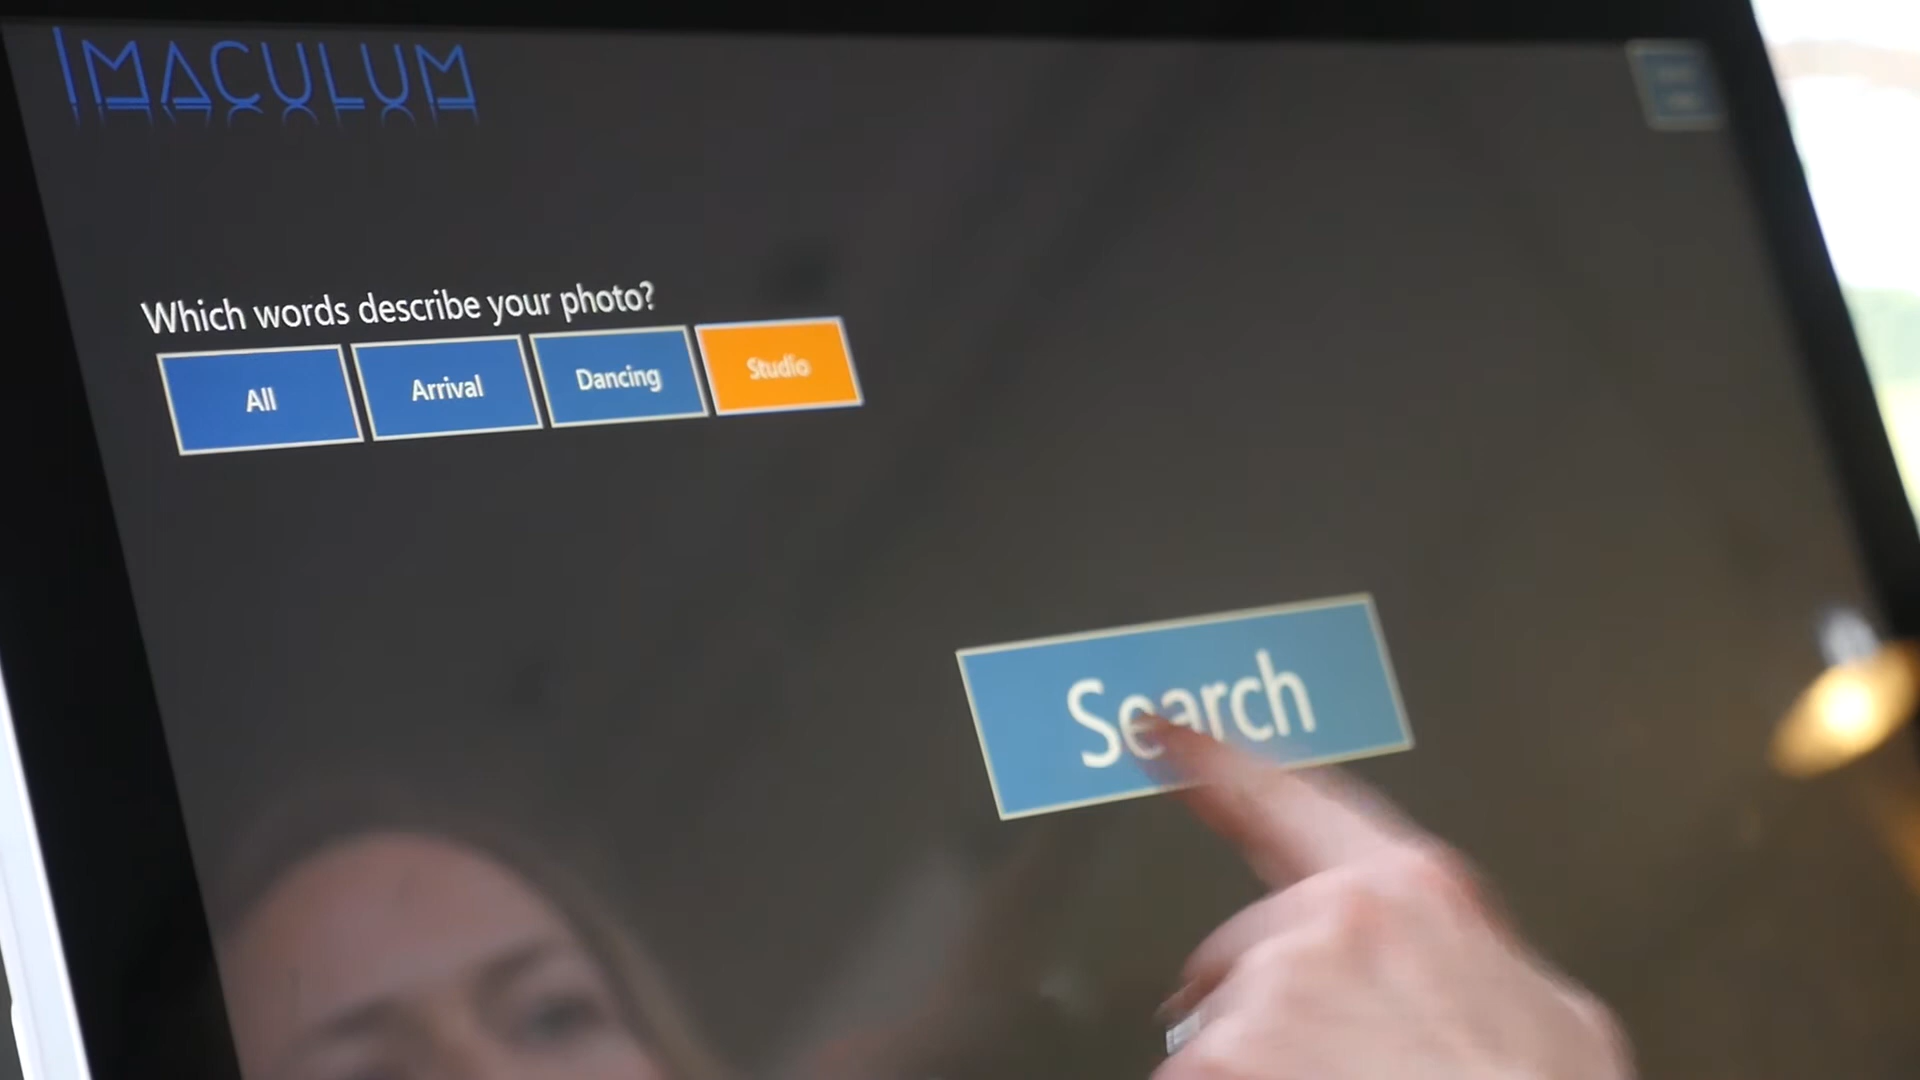 IMACULUM
Which words describe your photo?
All
Arrival
Dancing
Studio
Search